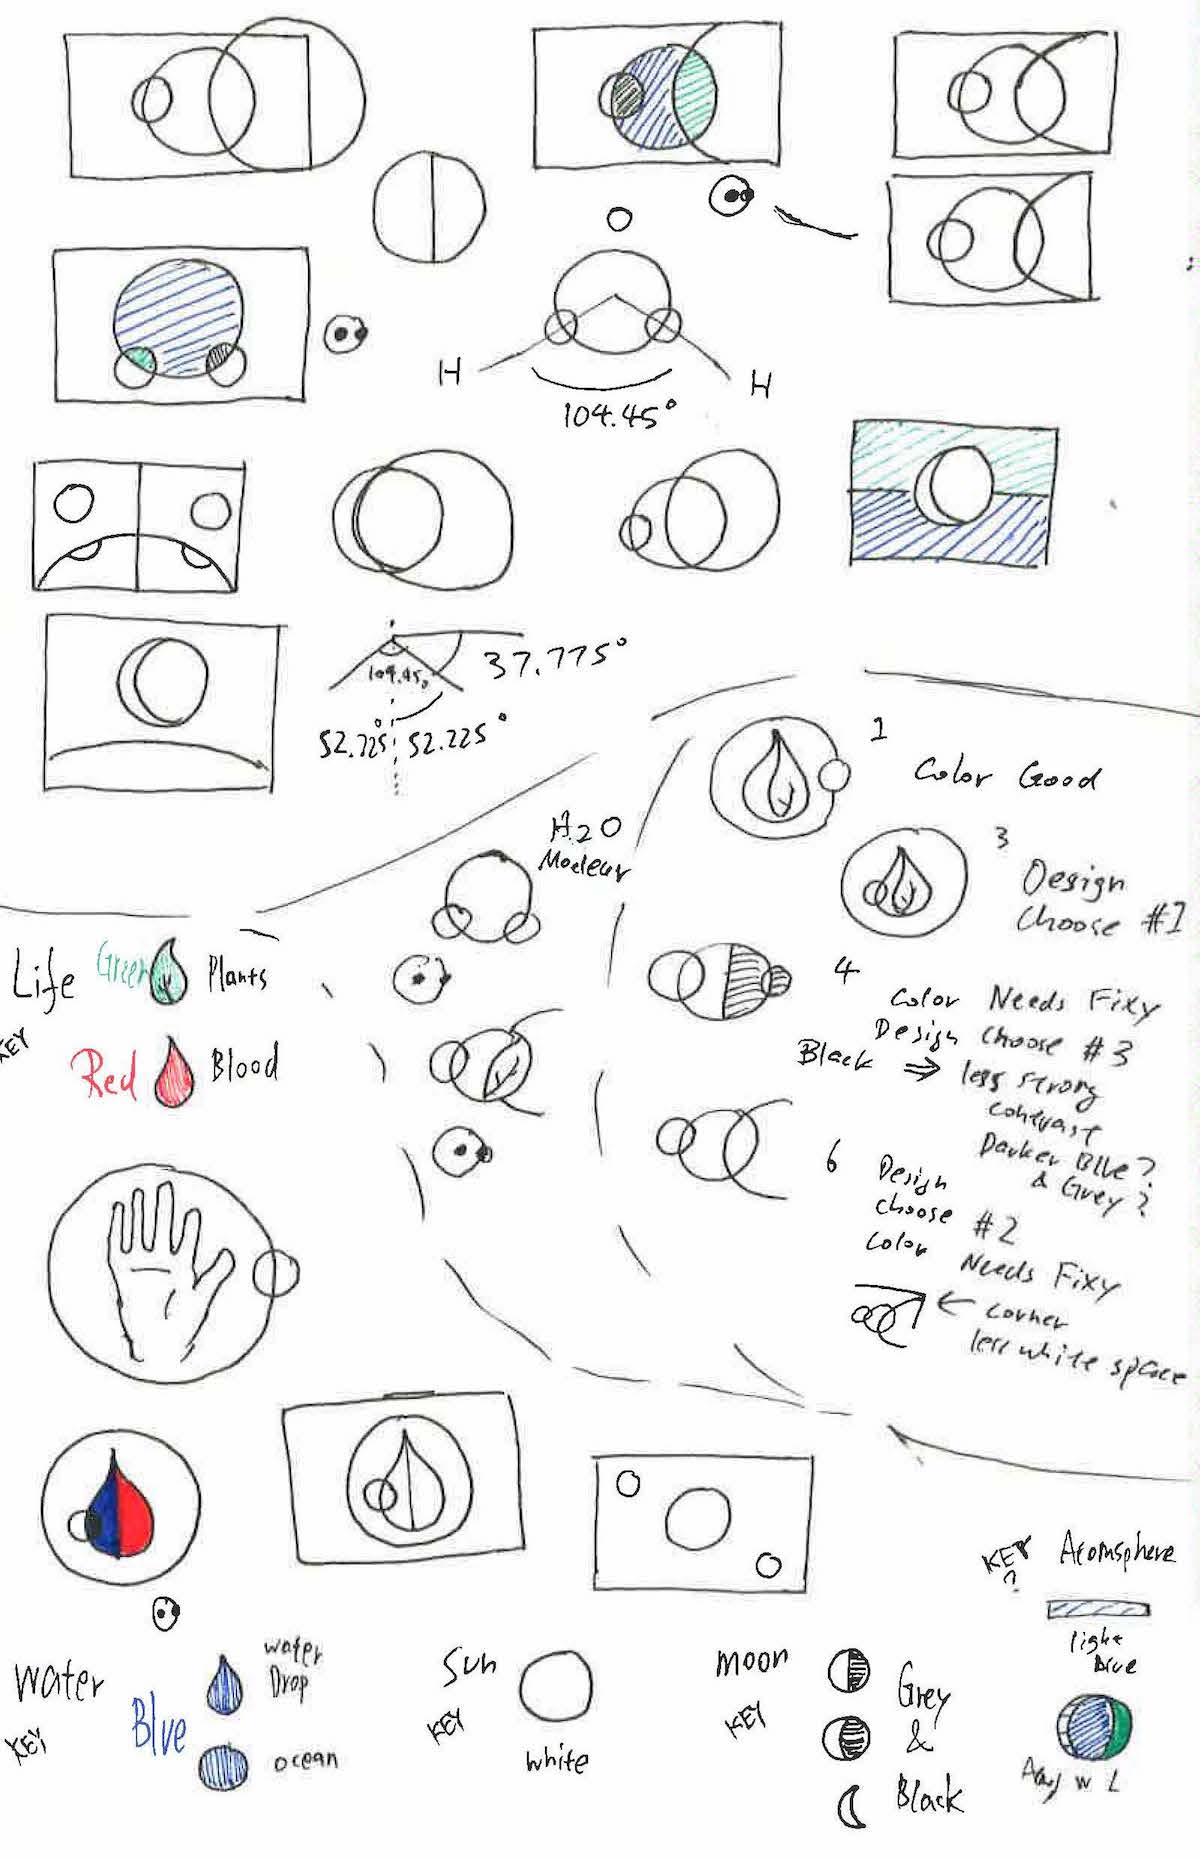 H
H
104.45°
104.45°
37.775°
52.225° 52.225°
1
Color Good
H2O
Moleur
3
Design
Choose #1
Life
Green
Plants
KEY
Red
Blood
4
Color Needs Fixy
Design Choose #3
Black ⇒ less strong
contrast
Darker Blue?
& Grey?
6
Design
Choose #2
Color Needs Fixy
← corner
less white space
KEY
?
Atomsphere
light
blue
Water
KEY
Blue
water
Drop
ocean
Sun
KEY
white
moon
KEY
Grey
&
Black
W L